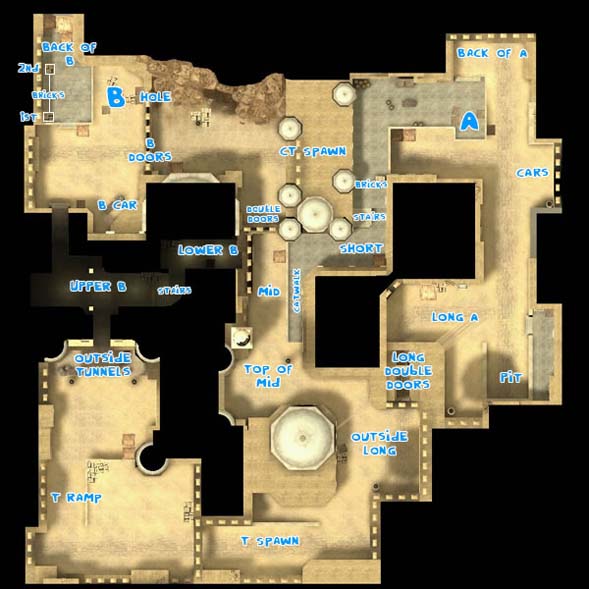 BACK OF
B
2ND
BRICKS
1ST
B
HOLE
B
DOORS
B CAR
BACK OF A
A
CT SPAWN
CARS
BRICKS
STAIRS
DOUBLE
DOORS
SHORT
LOWER B
UPPER B
STAIRS
MID
CATWALK
LONG A
OUTSIDE
TUNNELS
TOP OF
MID
LONG
DOUBLE
DOORS
PIT
OUTSIDE
LONG
T RAMP
T SPAWN